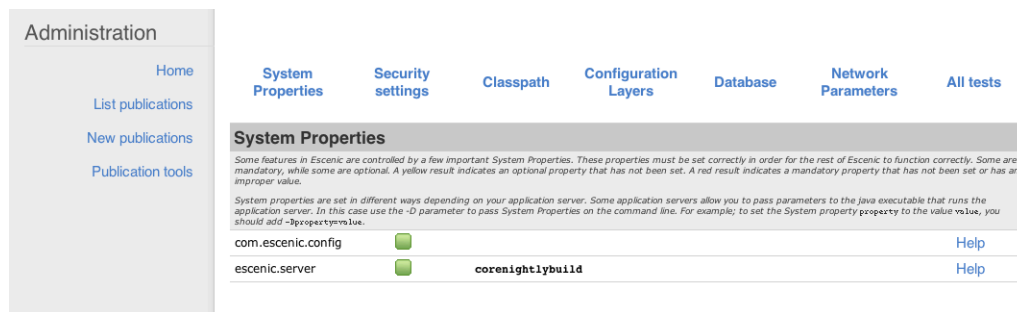 Administration
Home
List publications
New publications
Publication tools
System
Properties
Security
settings
Classpath
Configuration
Layers
Database
Network
Parameters
All tests
System Properties
Some features in Escenic are controlled by a few important System Properties. These properties must be set correctly in order for the rest of Escenic to function correctly. Some are
mandatory, while some are optional. A yellow result indicates an optional property that has not been set. A red result indicates a mandatory property that has not been set or has an
improper value.
System properties are set in different ways depending on your application server. Some application servers allow you to pass parameters to the Java executable that runs the
application server. In this case use the -D parameter to pass System Properties on the command line. For example; to set the System property property to the value value, you
should add -Dproperty=value.
com.escenic.config Help
escenic.server corenightlybuild Help